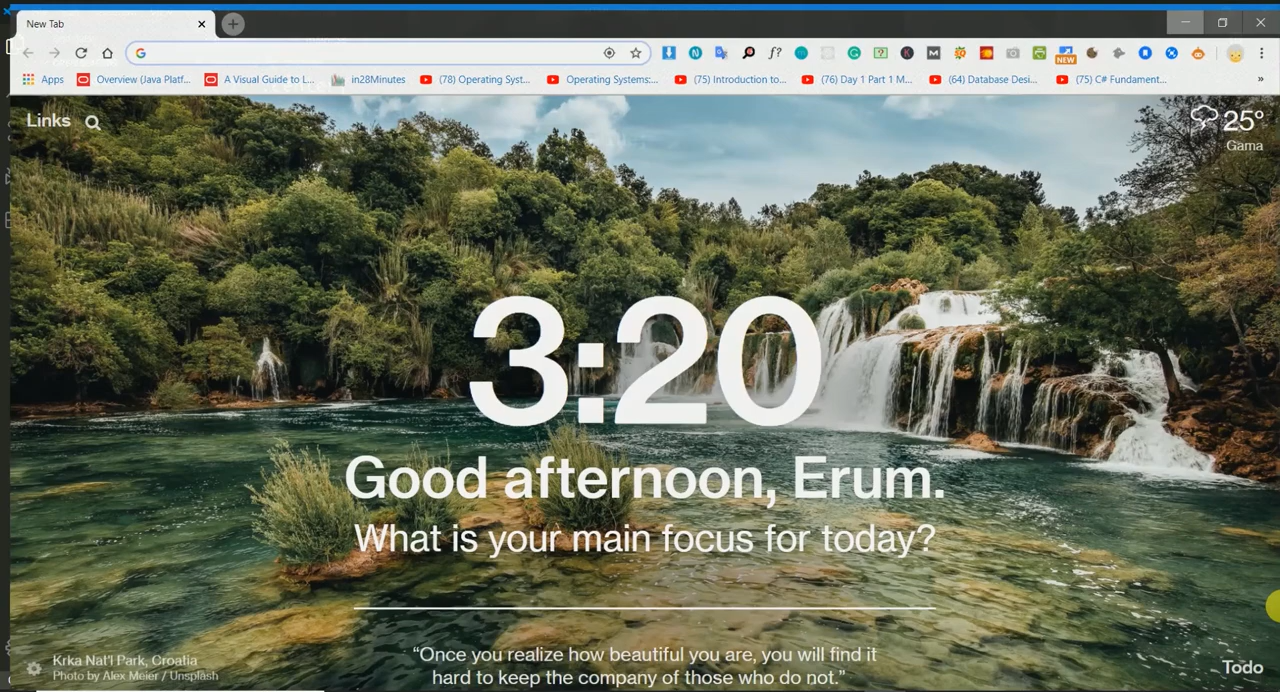 New Tab
Apps
Overview (Java Platf...
A Visual Guide to L...
in28Minutes
(78) Operating Syst...
Operating Systems:...
(75) Introduction to...
(76) Day 1 Part 1 M...
(64) Database Desi...
(75) C# Fundament...
»
NEW
Links
25°
Gama
3:20
Good afternoon, Erum.
What is your main focus for today?
“Once you realize how beautiful you are, you will find it
hard to keep the company of those who do not.”
Krka Nat'l Park, Croatia
Photo by Alex Meier / Unsplash
Todo